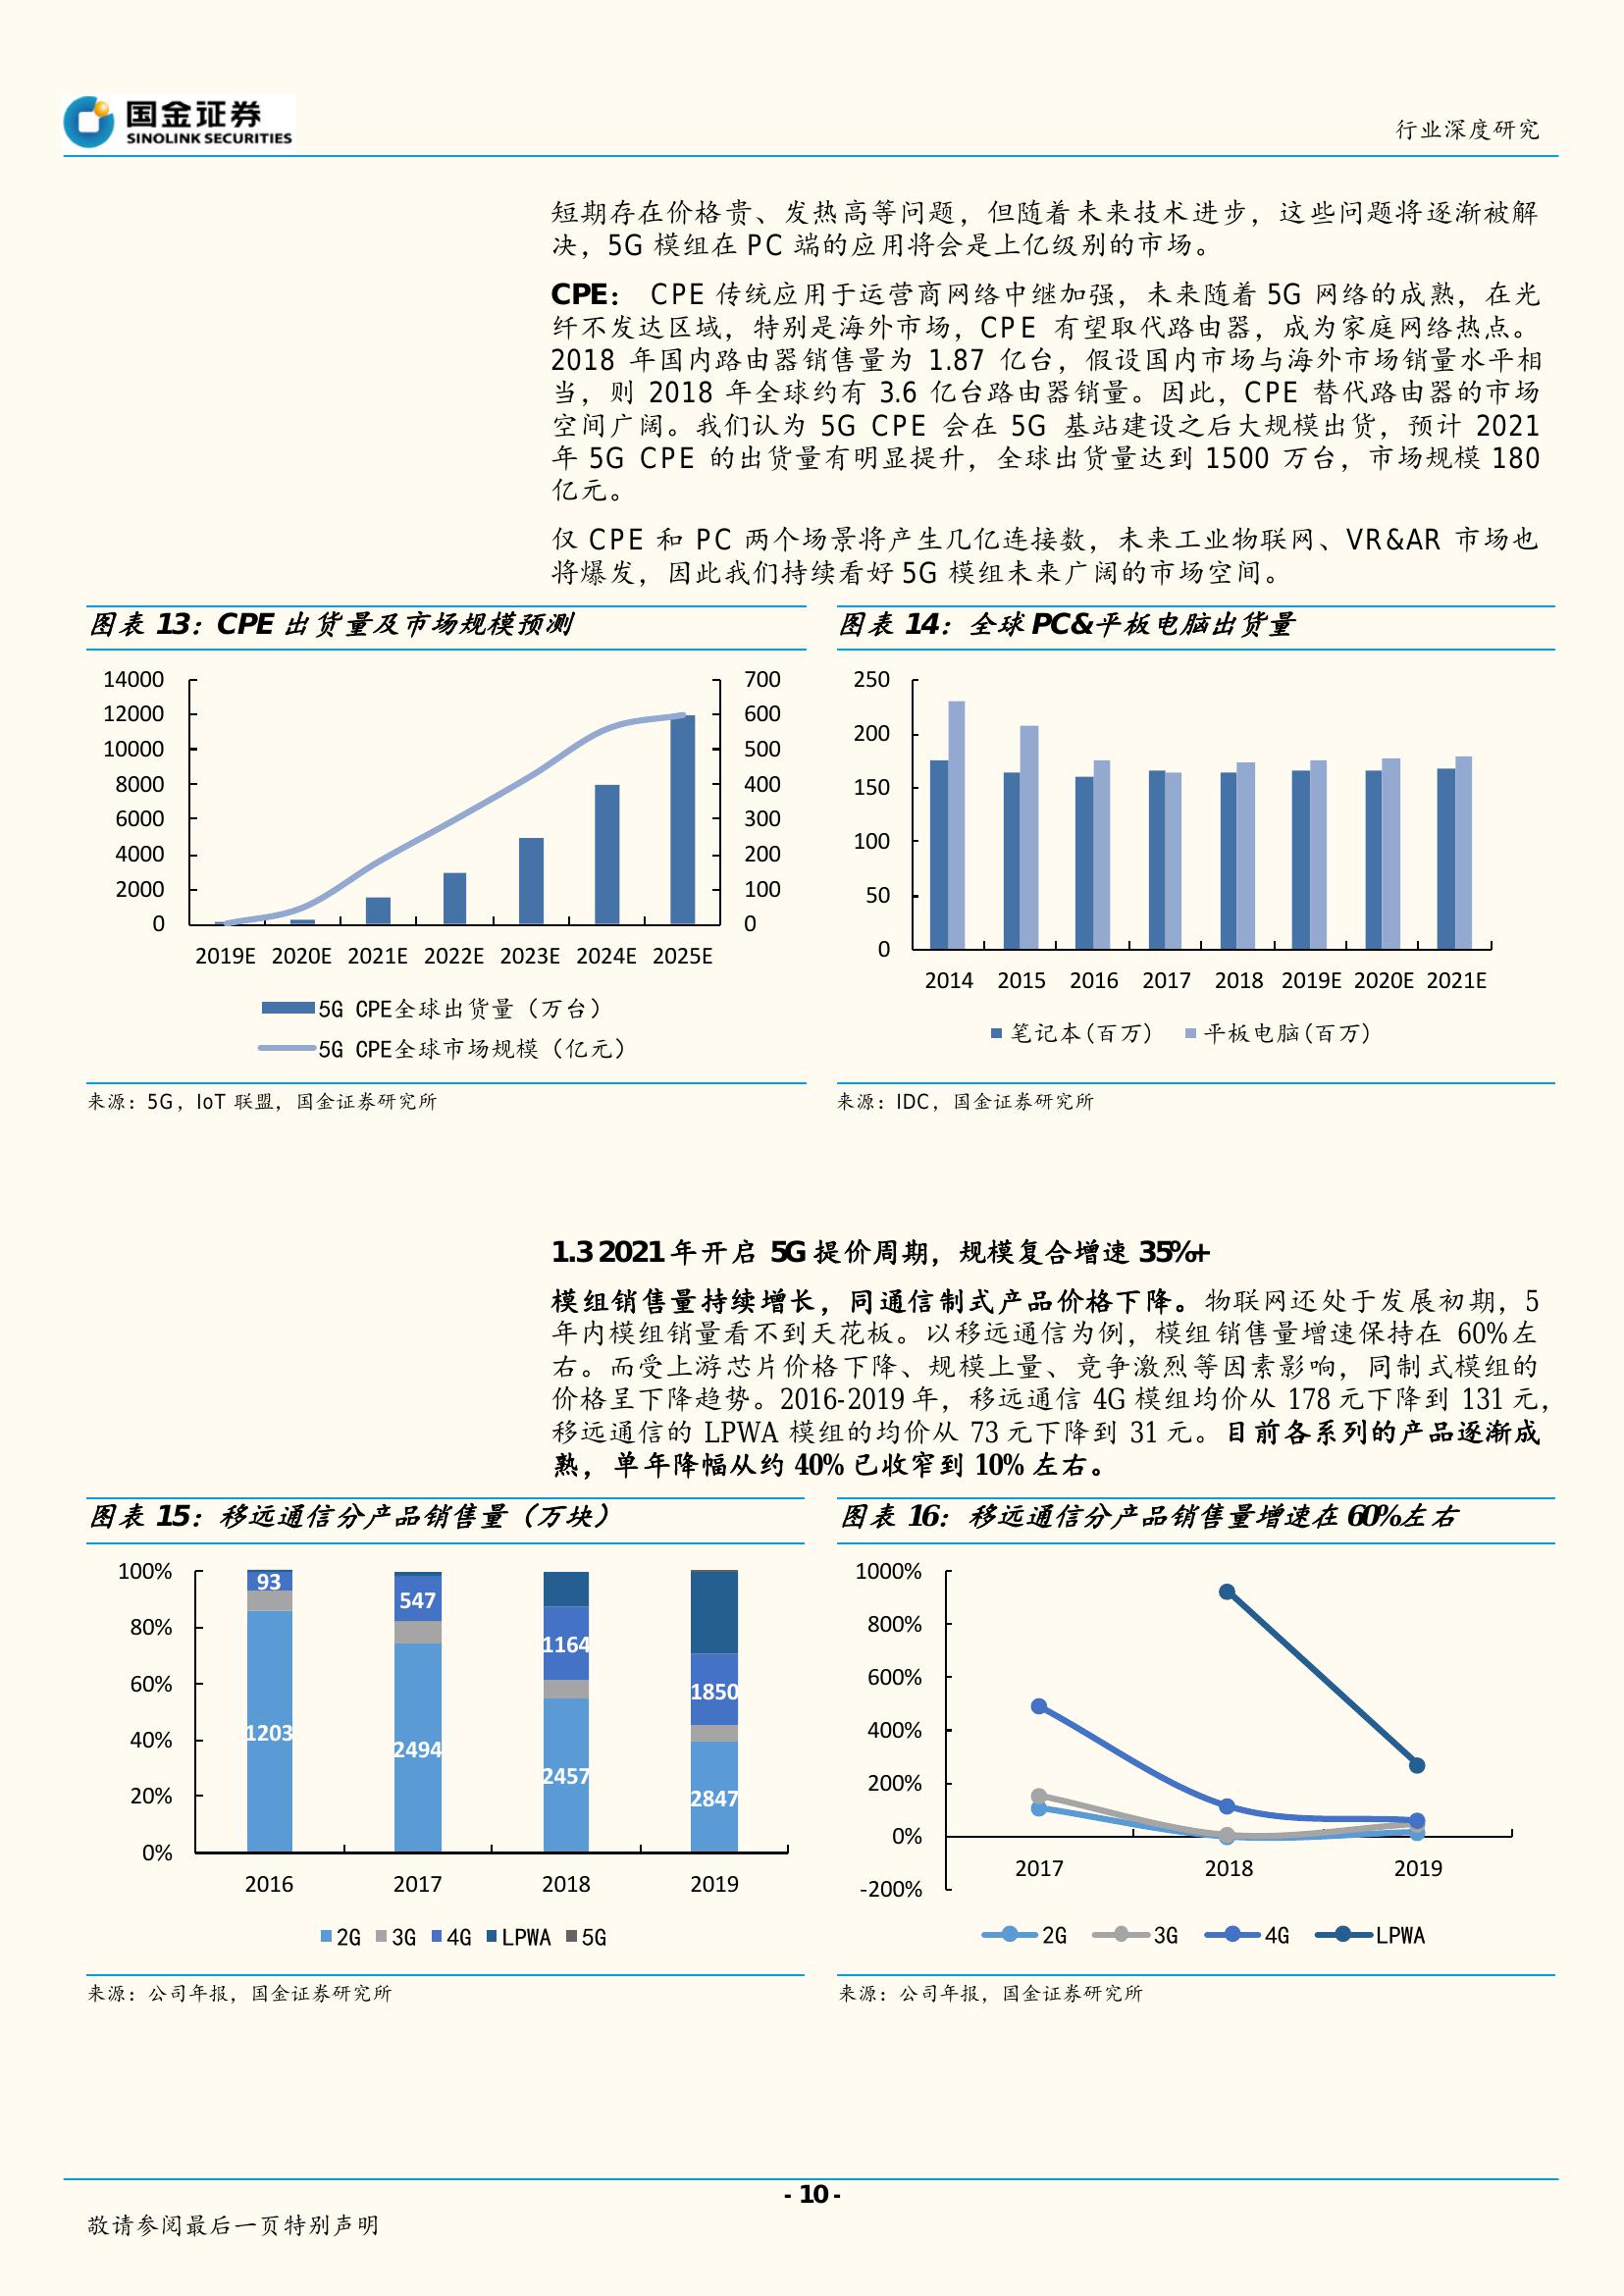 国金证券
SINOLINK SECURITIES
行业深度研究
短期存在价格贵、发热高等问题，但随着未来技术进步，这些问题将逐渐被解
决，5G 模组在 PC 端的应用将会是上亿级别的市场。
CPE： CPE 传统应用于运营商网络中继加强，未来随着 5G 网络的成熟，在光
纤不发达区域，特别是海外市场，CPE 有望取代路由器，成为家庭网络热点。
2018 年国内路由器销售量为 1.87 亿台，假设国内市场与海外市场销量水平相
当，则 2018 年全球约有 3.6 亿台路由器销量。因此，CPE 替代路由器的市场
空间广阔。我们认为 5G CPE 会在 5G 基站建设之后大规模出货，预计 2021
年 5G CPE 的出货量有明显提升，全球出货量达到 1500 万台，市场规模 180
亿元。
仅 CPE 和 PC 两个场景将产生几亿连接数，未来工业物联网、VR&AR 市场也
将爆发，因此我们持续看好 5G 模组未来广阔的市场空间。
图表 13：CPE 出货量及市场规模预测
14000
12000
10000
8000
6000
4000
2000
0
700
600
500
400
300
200
100
0
2019E 2020E 2021E 2022E 2023E 2024E 2025E
5G CPE全球出货量（万台）
5G CPE全球市场规模（亿元）
来源：5G，IoT 联盟，国金证券研究所
图表 14：全球 PC&平板电脑出货量
250
200
150
100
50
0
2014 2015 2016 2017 2018 2019E 2020E 2021E
笔记本(百万) 平板电脑(百万)
来源：IDC，国金证券研究所
1.3 2021 年开启 5G 提价周期，规模复合增速 35%+
模组销售量持续增长，同通信制式产品价格下降。物联网还处于发展初期，5
年内模组销量看不到天花板。以移远通信为例，模组销售量增速保持在 60%左
右。而受上游芯片价格下降、规模上量、竞争激烈等因素影响，同制式模组的
价格呈下降趋势。2016-2019 年，移远通信 4G 模组均价从 178 元下降到 131 元，
移远通信的 LPWA 模组的均价从 73 元下降到 31 元。目前各系列的产品逐渐成
熟，单年降幅从约 40% 已收窄到 10% 左右。
图表 15：移远通信分产品销售量（万块）
100%
80%
60%
40%
20%
0%
93
1203
547
2494
1164
2457
1850
2847
2016 2017 2018 2019
2G 3G 4G LPWA 5G
来源：公司年报，国金证券研究所
图表 16：移远通信分产品销售量增速在 60%左右
1000%
800%
600%
400%
200%
0%
-200%
2017 2018 2019
2G 3G 4G LPWA
来源：公司年报，国金证券研究所
- 10 -
敬请参阅最后一页特别声明